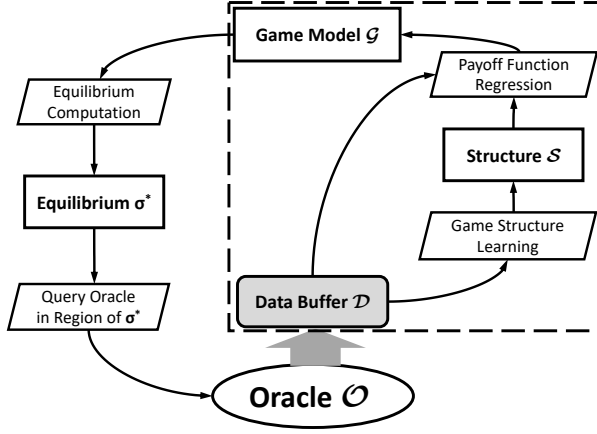 Game Model 𝒢
Payoff Function
Regression
Equilibrium
Computation
Structure 𝒮
Equilibrium σ*
Game Structure
Learning
Query Oracle
in Region of σ*
Data Buffer 𝒟
Oracle 𝒪